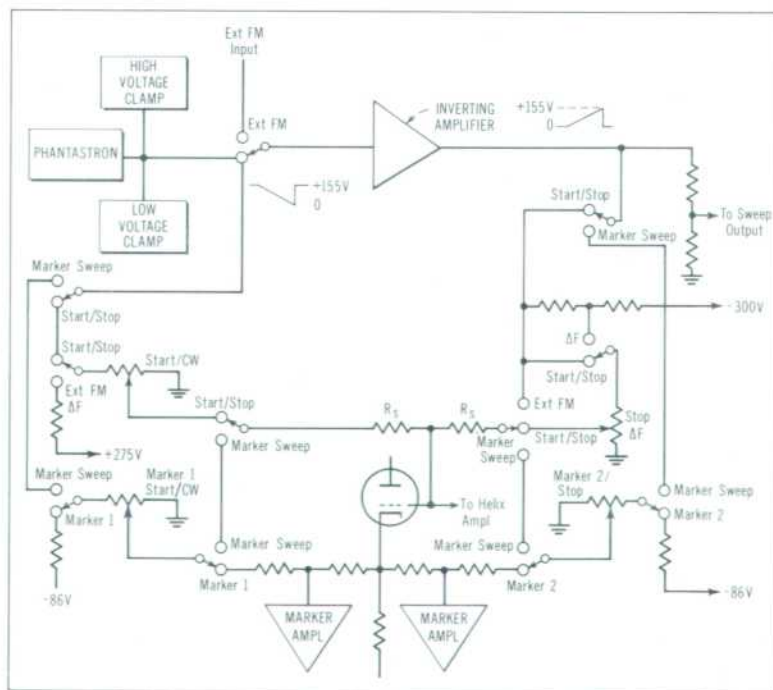 Ext FM
Input
HIGH
VOLTAGE
CLAMP
PHANTASTRON
LOW
VOLTAGE
CLAMP
Ext FM
+155V
0
INVERTING
AMPLIFIER
+155V
0
Start/Stop
Marker Sweep
To Sweep
Output
Marker Sweep
Start/Stop
Start/Stop
Start/CW
Ext FM
ΔF
+275V
Start/Stop
Marker Sweep
RS
RS
-300V
ΔF
Start/Stop
Ext FM
Marker
Sweep
Start/Stop
Stop
ΔF
Marker Sweep
Marker 1
Marker 1
Start/CW
-86V
To Helix
Ampl
Marker 2/
Stop
Marker Sweep
Marker 2
-86V
Marker Sweep
Marker 1
Marker Sweep
Marker 2
MARKER
AMPL
MARKER
AMPL